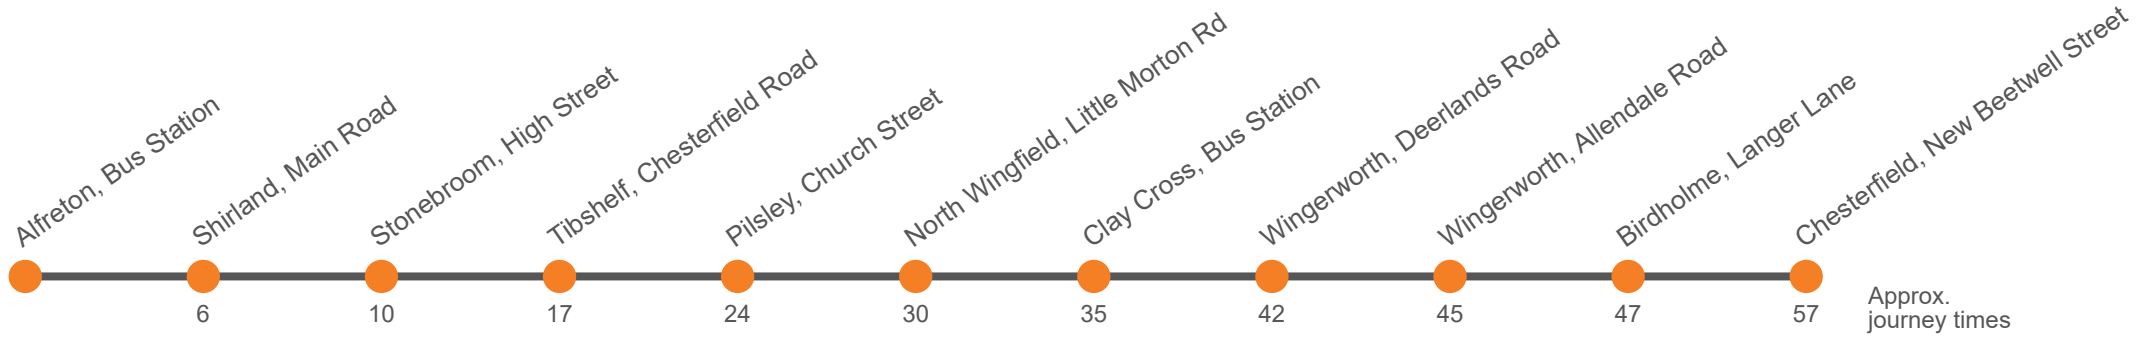 Alfreton, Bus Station
Shirland, Main Road
Stonebroom, High Street
Tibshelf, Chesterfield Road
Pilsley, Church Street
North Wingfield, Little Morton Rd
Clay Cross, Bus Station
Wingerworth, Deerlands Road
Wingerworth, Allendale Road
Birdholme, Langer Lane
Chesterfield, New Beetwell Street
6
10
17
24
30
35
42
45
47
57
Approx.
journey times